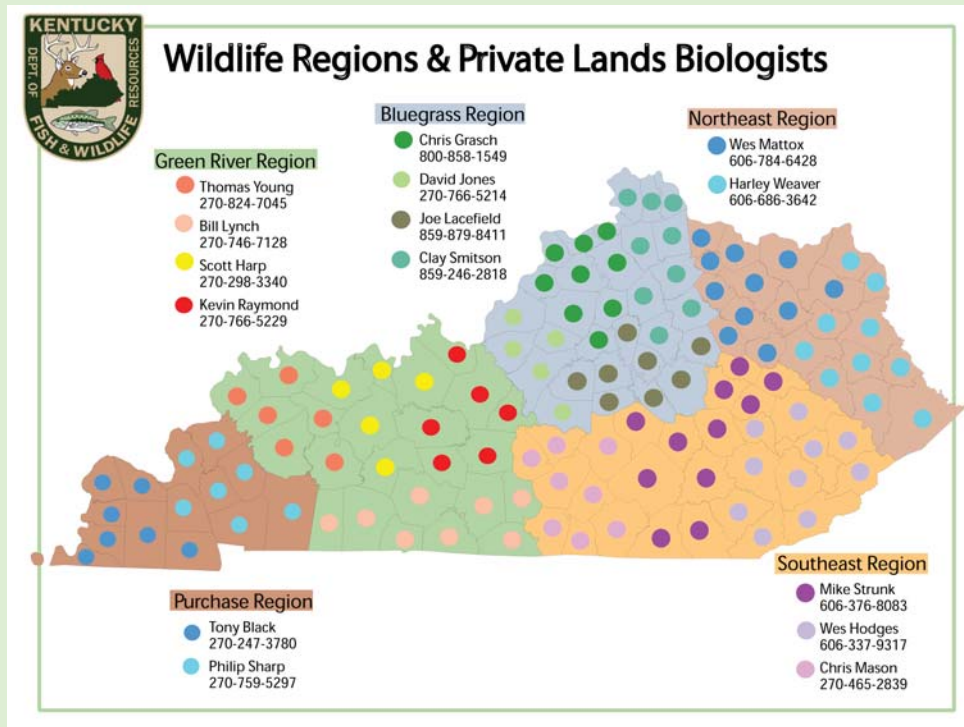 KENTUCKY
DEPT. OF
FISH & WILDLIFE
RESOURCES
Wildlife Regions & Private Lands Biologists
Green River Region
Thomas Young
270-824-7045
Bill Lynch
270-746-7128
Scott Harp
270-298-3340
Kevin Raymond
270-766-5229
Bluegrass Region
Chris Grasch
800-858-1549
David Jones
270-766-5214
Joe Lacefield
859-879-8411
Clay Smitson
859-246-2818
Northeast Region
Wes Mattox
606-784-6428
Harley Weaver
606-686-3642
Purchase Region
Tony Black
270-247-3780
Philip Sharp
270-759-5297
Southeast Region
Mike Strunk
606-376-8083
Wes Hodges
606-337-9317
Chris Mason
270-465-2839